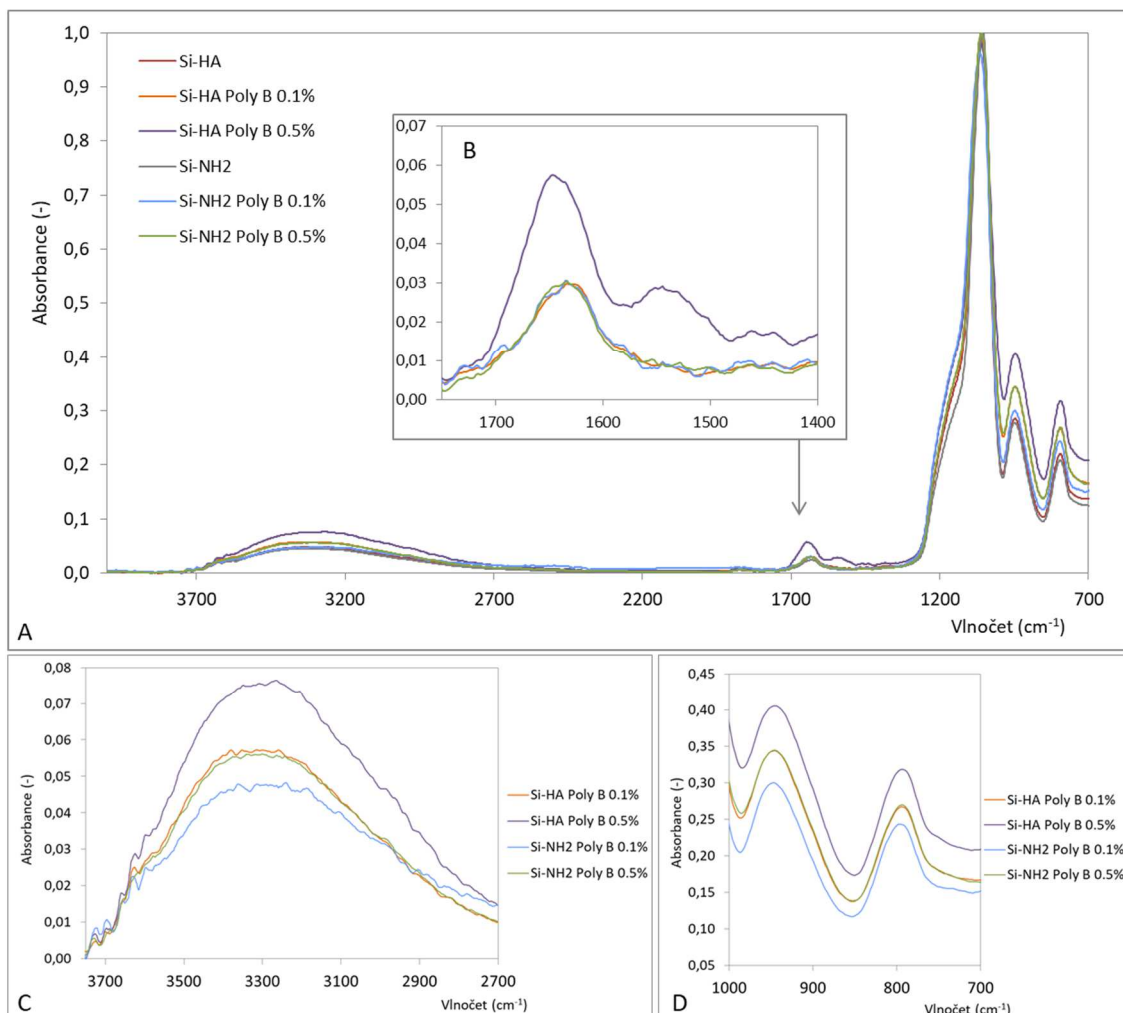 1,0
0,9
0,8
0,7
0,6
0,5
0,4
0,3
0,2
0,1
0,0
Absorbance (-)
Si-HA
Si-HA Poly B 0.1%
Si-HA Poly B 0.5%
Si-NH2
Si-NH2 Poly B 0.1%
Si-NH2 Poly B 0.5%
B
0,07
0,06
0,05
0,04
0,03
0,02
0,01
0,00
1700 1600 1500 1400
3700 3200 2700 2200 1700 1200 700
Vlnočet (cm-1)
A
0,08
0,07
0,06
0,05
0,04
0,03
0,02
0,01
0,00
Absorbance (-)
Si-HA Poly B 0.1%
Si-HA Poly B 0.5%
Si-NH2 Poly B 0.1%
Si-NH2 Poly B 0.5%
3700 3500 3300 3100 2900 2700
Vlnočet (cm-1)
C
0,45
0,40
0,35
0,30
0,25
0,20
0,15
0,10
0,05
Absorbance (-)
Si-HA Poly B 0.1%
Si-HA Poly B 0.5%
Si-NH2 Poly B 0.1%
Si-NH2 Poly B 0.5%
1000 900 800 700
Vlnočet (cm-1)
D